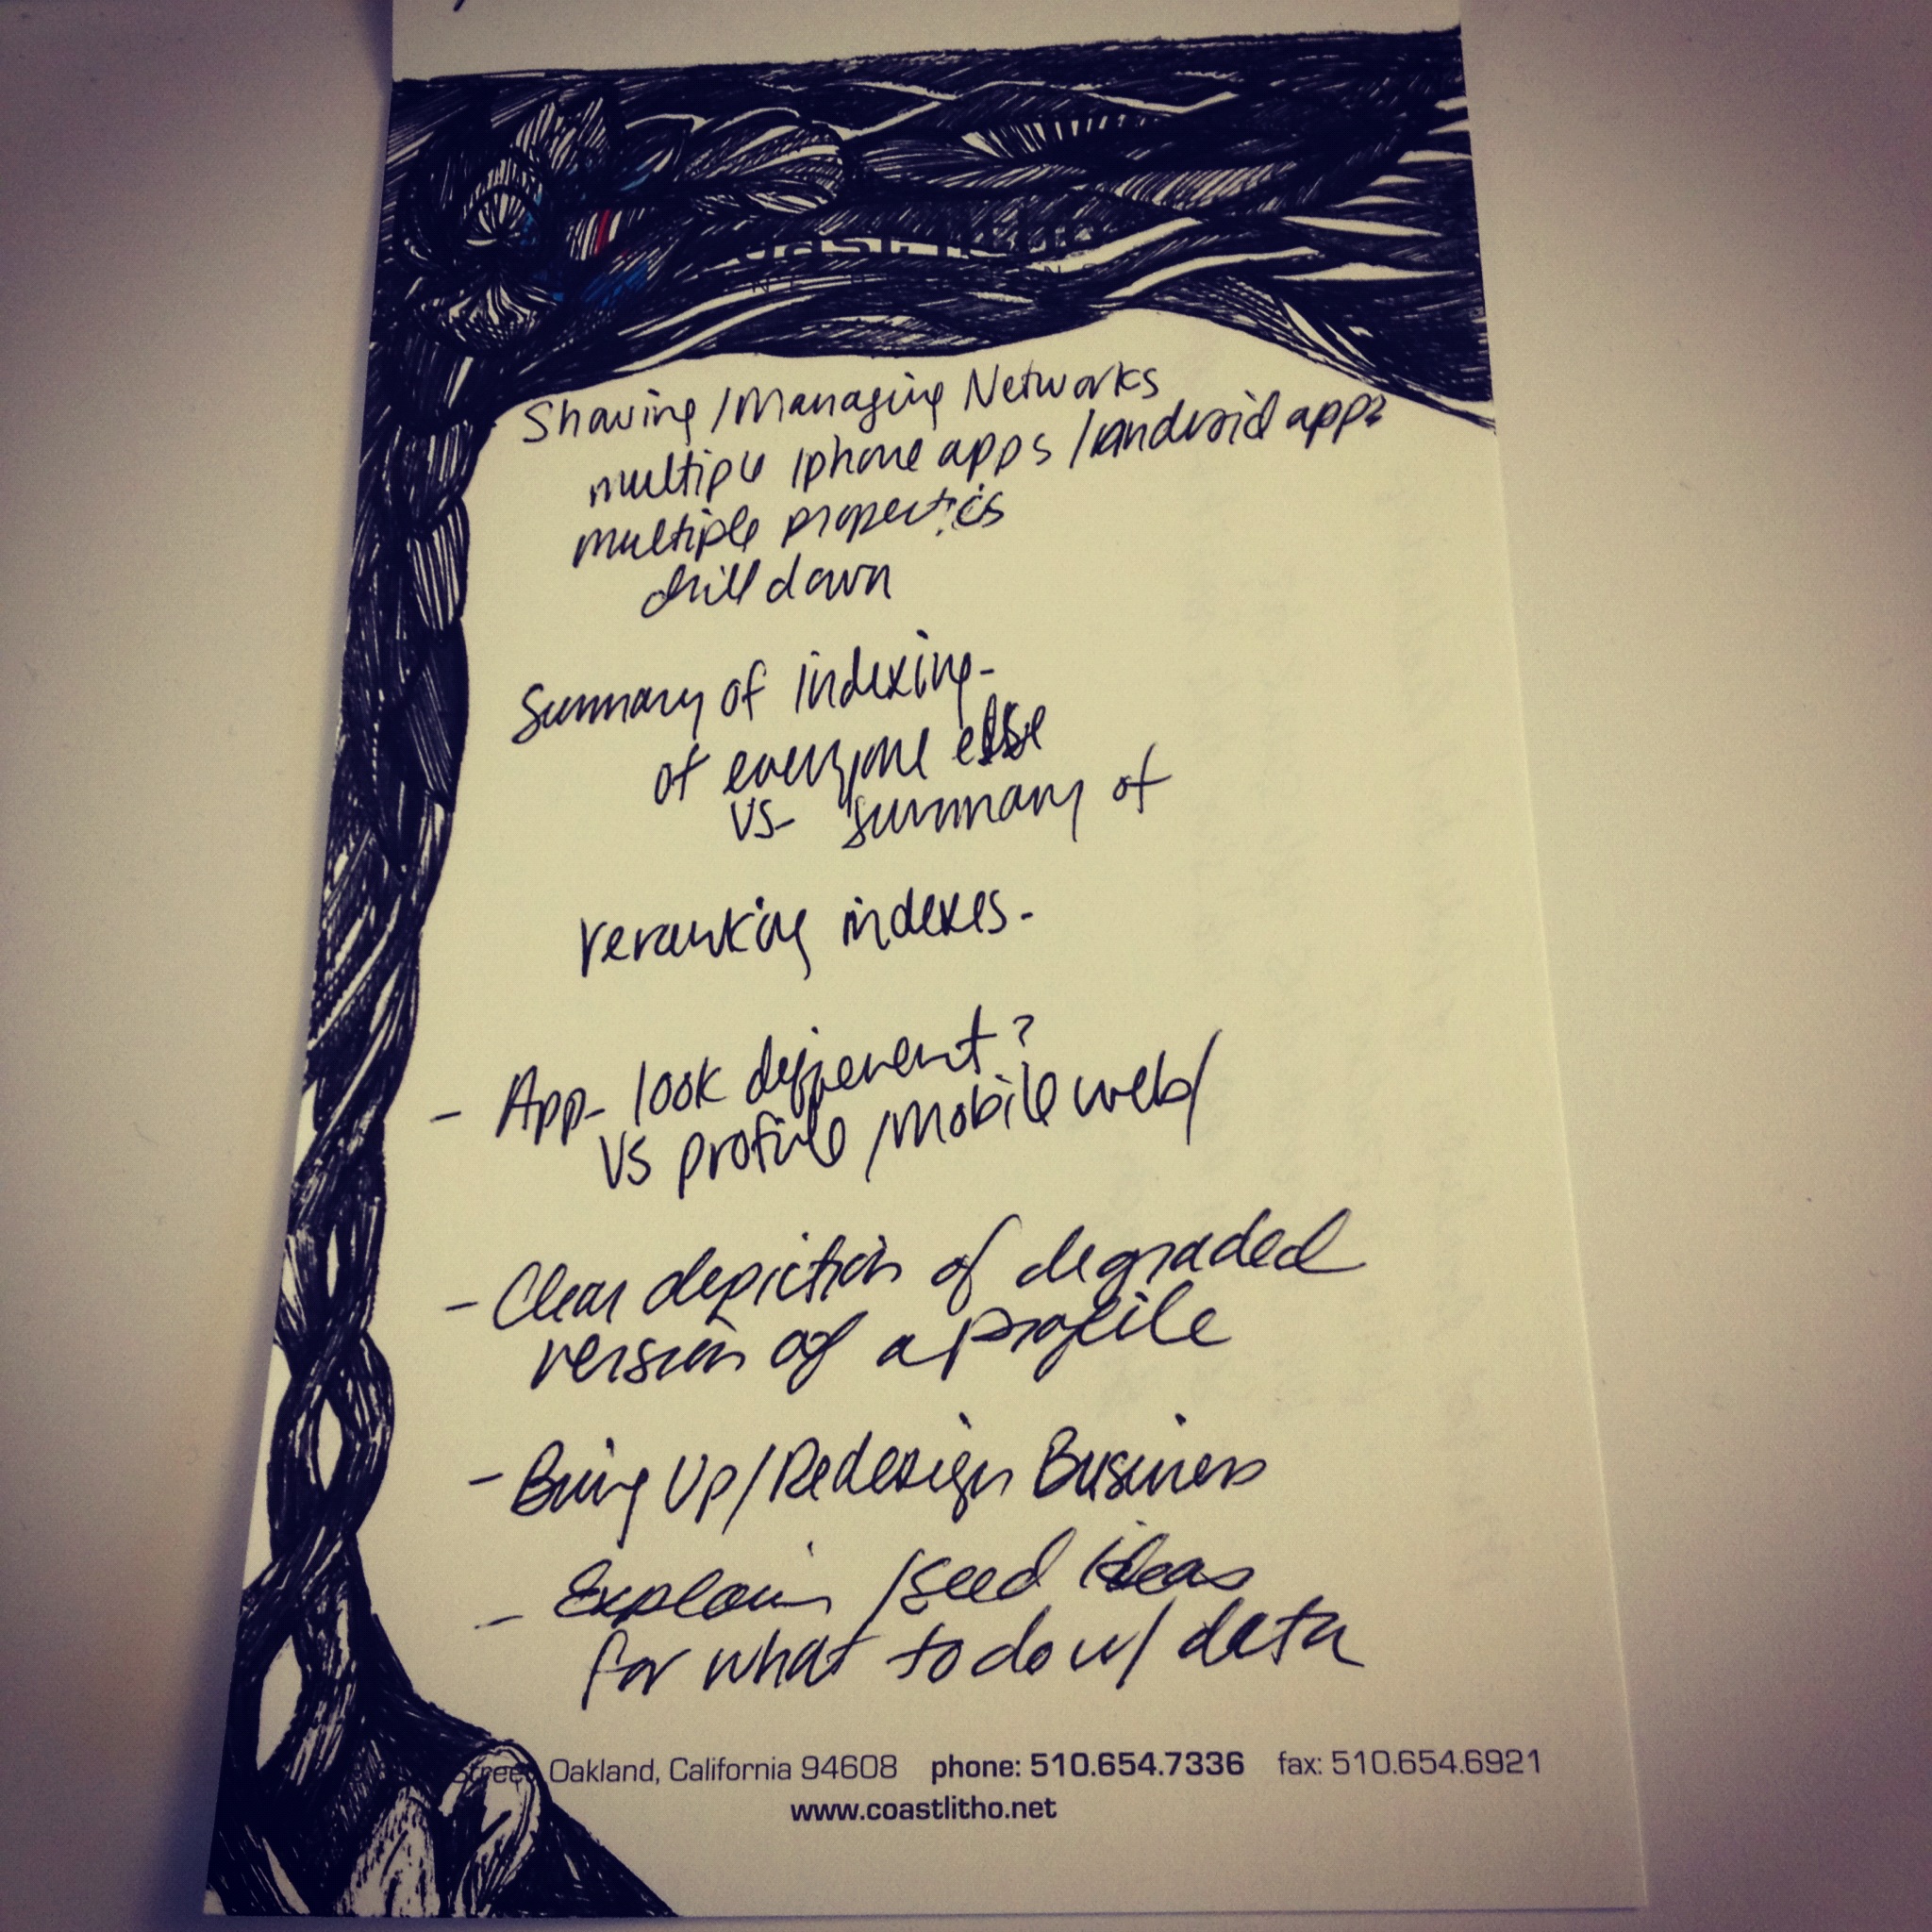 coast litho
Sharing/Managing Networks
multiple iphone apps/android apps
multiple properties
drill down
Summary of indexing-
of everyone else
vs- summary of
reranking indexes-
- App- look different?
vs profile/mobile web/
- Clear depiction of degraded
version of a profile
- Bring Up/Redesign Business
- Explain/seed ideas
for what to do w/ data
Street, Oakland, California 94608 phone: 510.654.7336 fax: 510.654.6921
www.coastlitho.net